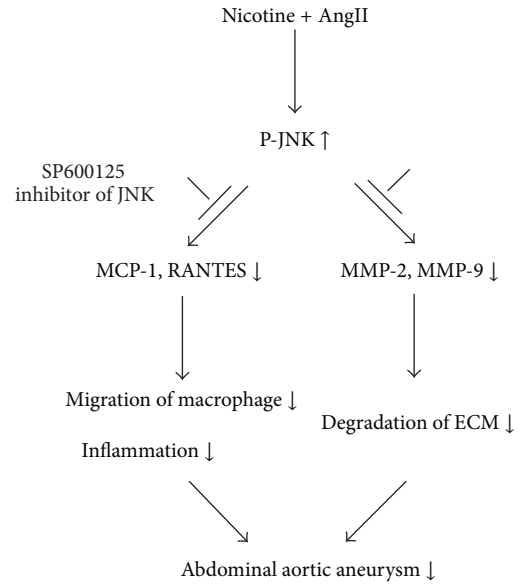 Nicotine + AngII
P-JNK ↑
SP600125
inhibitor of JNK
MCP-1, RANTES ↓
MMP-2, MMP-9 ↓
Migration of macrophage ↓
Inflammation ↓
Degradation of ECM ↓
Abdominal aortic aneurysm ↓